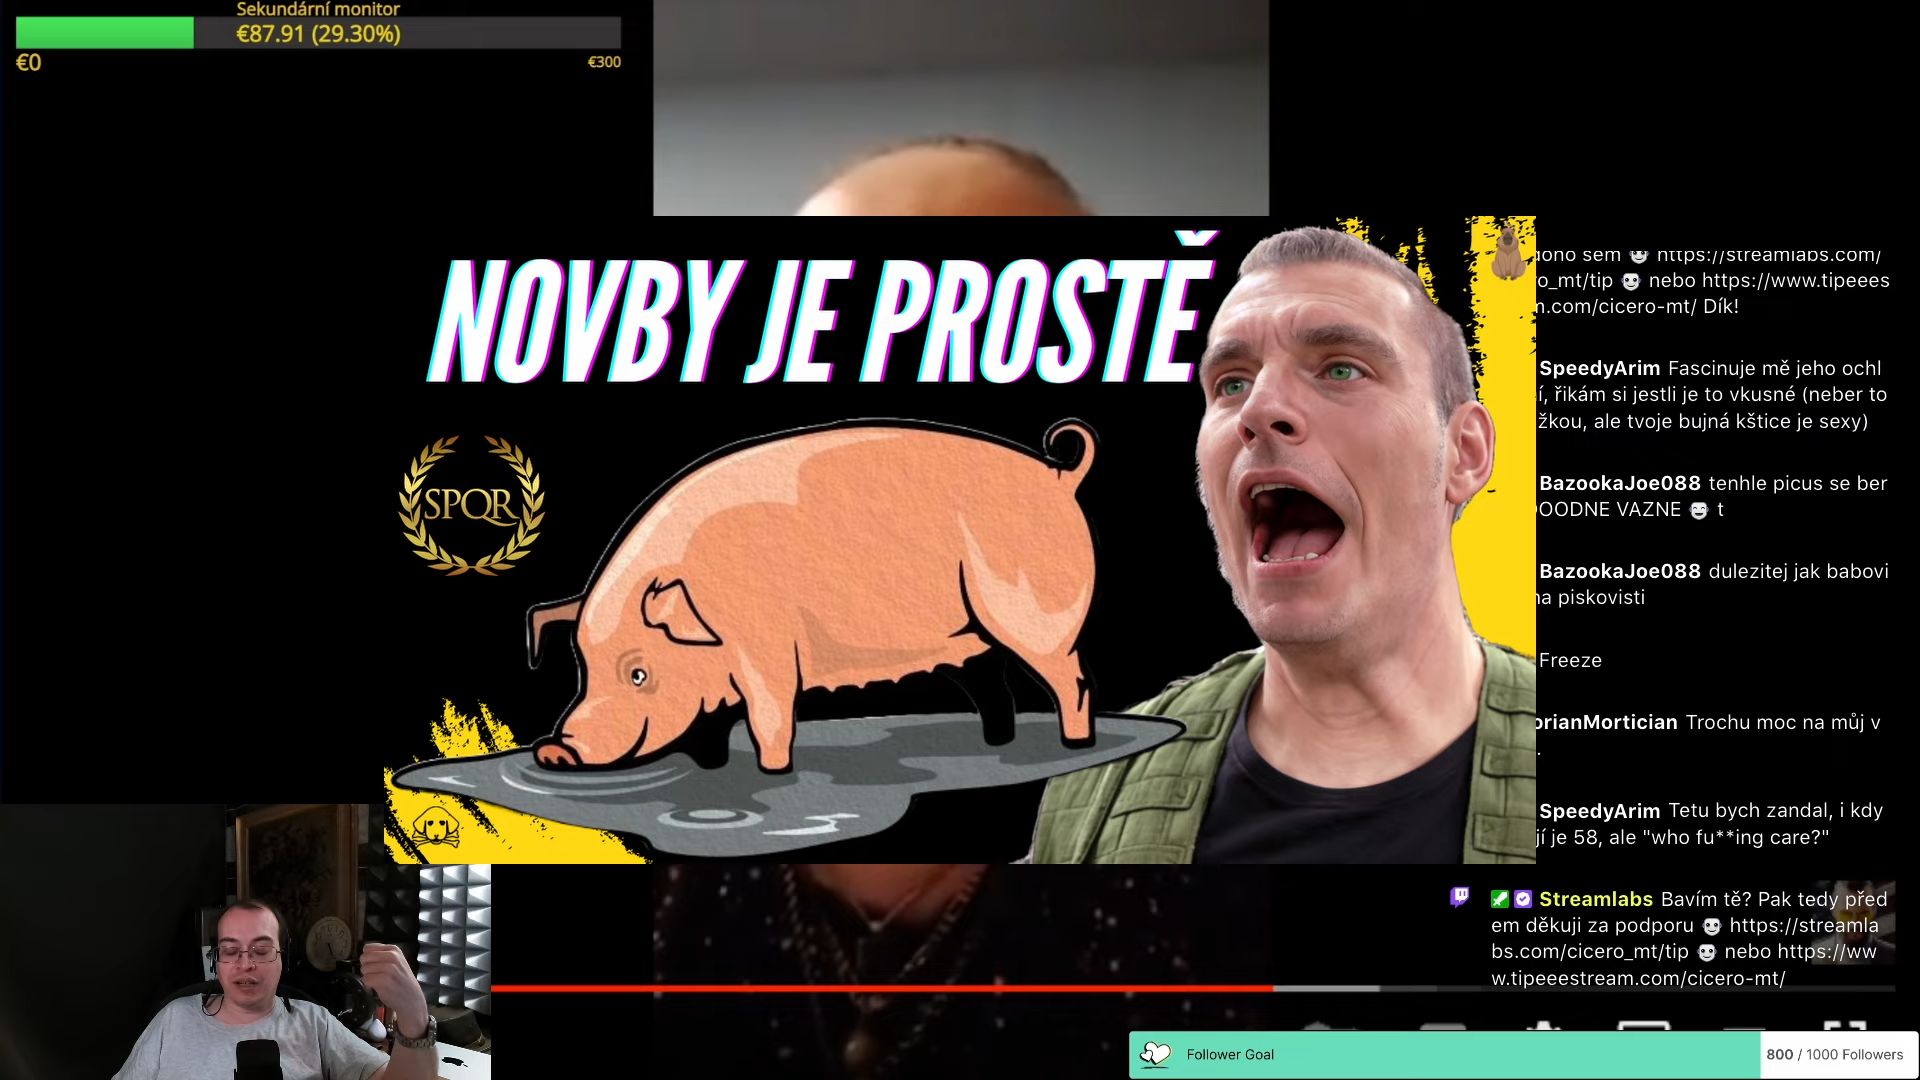 Sekundární monitor
€87.91 (29.30%)
€0
€300
NOVBY JE PROSTĚ
SPQR
sem https://streamlabs.com/
o_mt/tip nebo https://www.tipeees
.com/cicero-mt/ Dík!
SpeedyArim Fascinuje mě jeho ochl
í, řikám si jestli je to vkusné (neber to
žkou, ale tvoje bujná kštice je sexy)
BazookaJoe088 tenhle picus se ber
OODNE VAZNE t
BazookaJoe088 dulezitej jak babovi
na piskovisti
Freeze
orianMortician Trochu moc na můj v
.
SpeedyArim Tetu bych zandal, i kdy
jí je 58, ale "who fu**ing care?"
Streamlabs Bavím tě? Pak tedy před
em děkuji za podporu https://streamla
bs.com/cicero_mt/tip nebo https://ww
w.tipeeestream.com/cicero-mt/
Follower Goal
800 / 1000 Followers